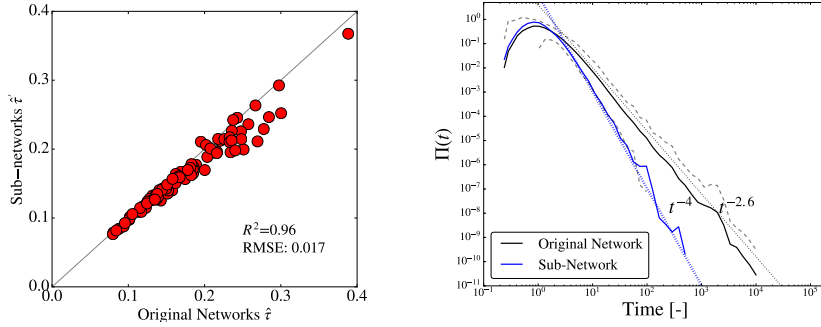 0.4
0.3
0.2
0.1
0.0
0.0 0.1 0.2 0.3 0.4
Sub−networks τ̂′
Original Networks τ̂
R²=0.96
RMSE: 0.017
10⁰
10⁻¹
10⁻²
10⁻³
10⁻⁴
10⁻⁵
10⁻⁶
10⁻⁷
10⁻⁸
10⁻⁹
10⁻¹⁰
10⁻¹¹
10⁻¹ 10⁰ 10¹ 10² 10³ 10⁴ 10⁵
Π(t)
Time [-]
t⁻⁴
t⁻²·⁶
Original Network
Sub-Network